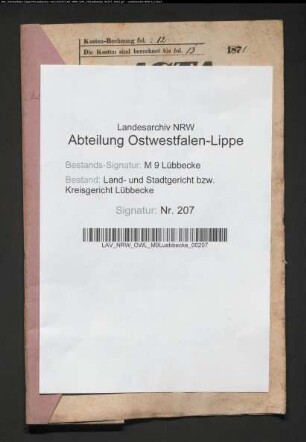 Kosten-Rechnung fol. 12
Die Kosten sind berechnet bis fol. 13
187
ACTA
Landesarchiv NRW
Abteilung Ostwestfalen-Lippe
Bestands-Signatur: M 9 Lübbecke
Bestand: Land- und Stadtgericht bzw.
Kreisgericht Lübbecke
Signatur: Nr. 207
LAV_NRW_OWL_M9Luebbecke_00207